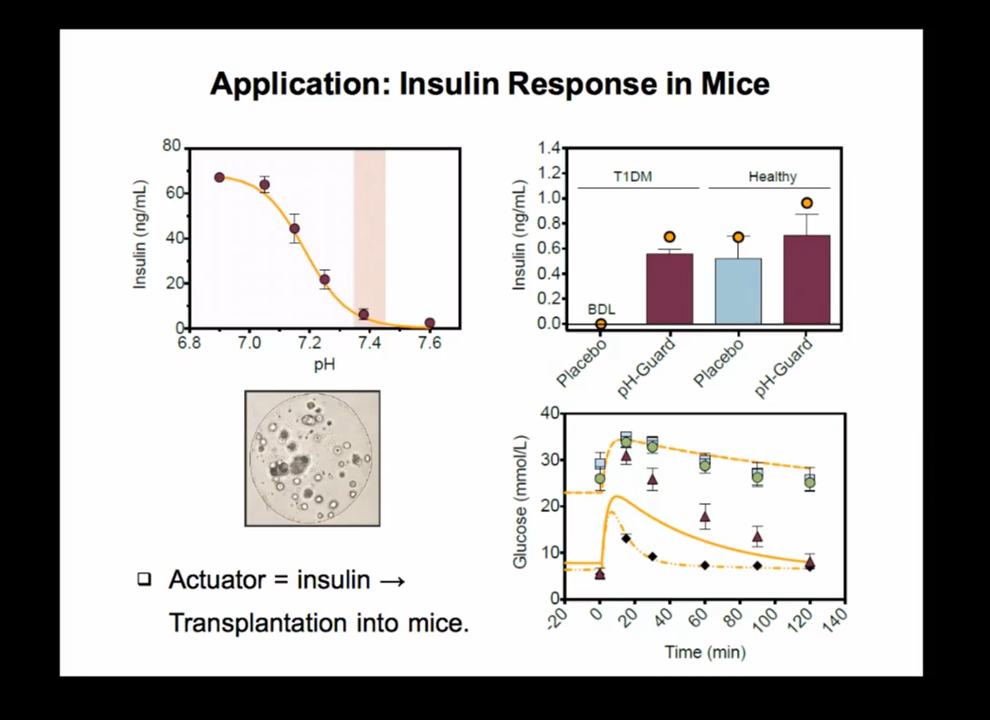 Application: Insulin Response in Mice
80
60
40
20
0
6.8 7.0 7.2 7.4 7.6
pH
Insulin (ng/mL)
1.4
1.2
1.0
0.8
0.6
0.4
0.2
0.0
Insulin (ng/mL)
T1DM Healthy
BDL
Placebo pH-Guard Placebo pH-Guard
Actuator = insulin →
Transplantation into mice.
40
30
20
10
0
Glucose (mmol/L)
-20 0 20 40 60 80 100 120 140
Time (min)